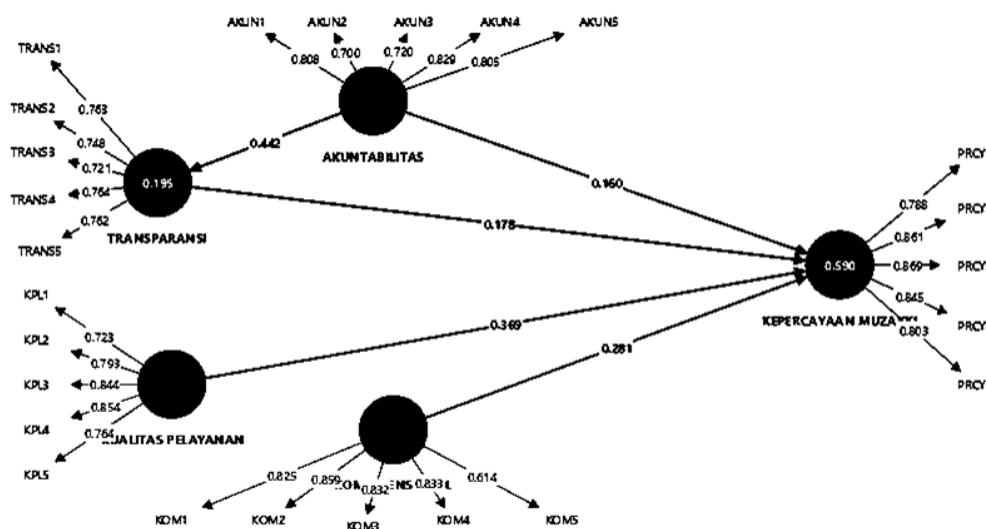 AKUN1
AKUN2
AKUN3
AKUN4
AKUN5
0.808
0.700
0.720
0.829
0.805
TRANS1
TRANS2
TRANS3
TRANS4
TRANS5
0.763
0.748
0.721
0.764
0.762
0.195
TRANSPARANSI
0.442
AKUNTABILITAS
0.160
0.178
0.369
0.281
PRCY
PRCY
PRCY
PRCY
PRCY
0.788
0.861
0.869
0.845
0.803
0.590
KEPERCAYAAN
KPL1
KPL2
KPL3
KPL4
KPL5
0.723
0.793
0.844
0.854
0.764
PELAYANAN
0.825
0.859
0.832
0.833
0.614
KOM1
KOM2
KOM3
KOM4
KOM5